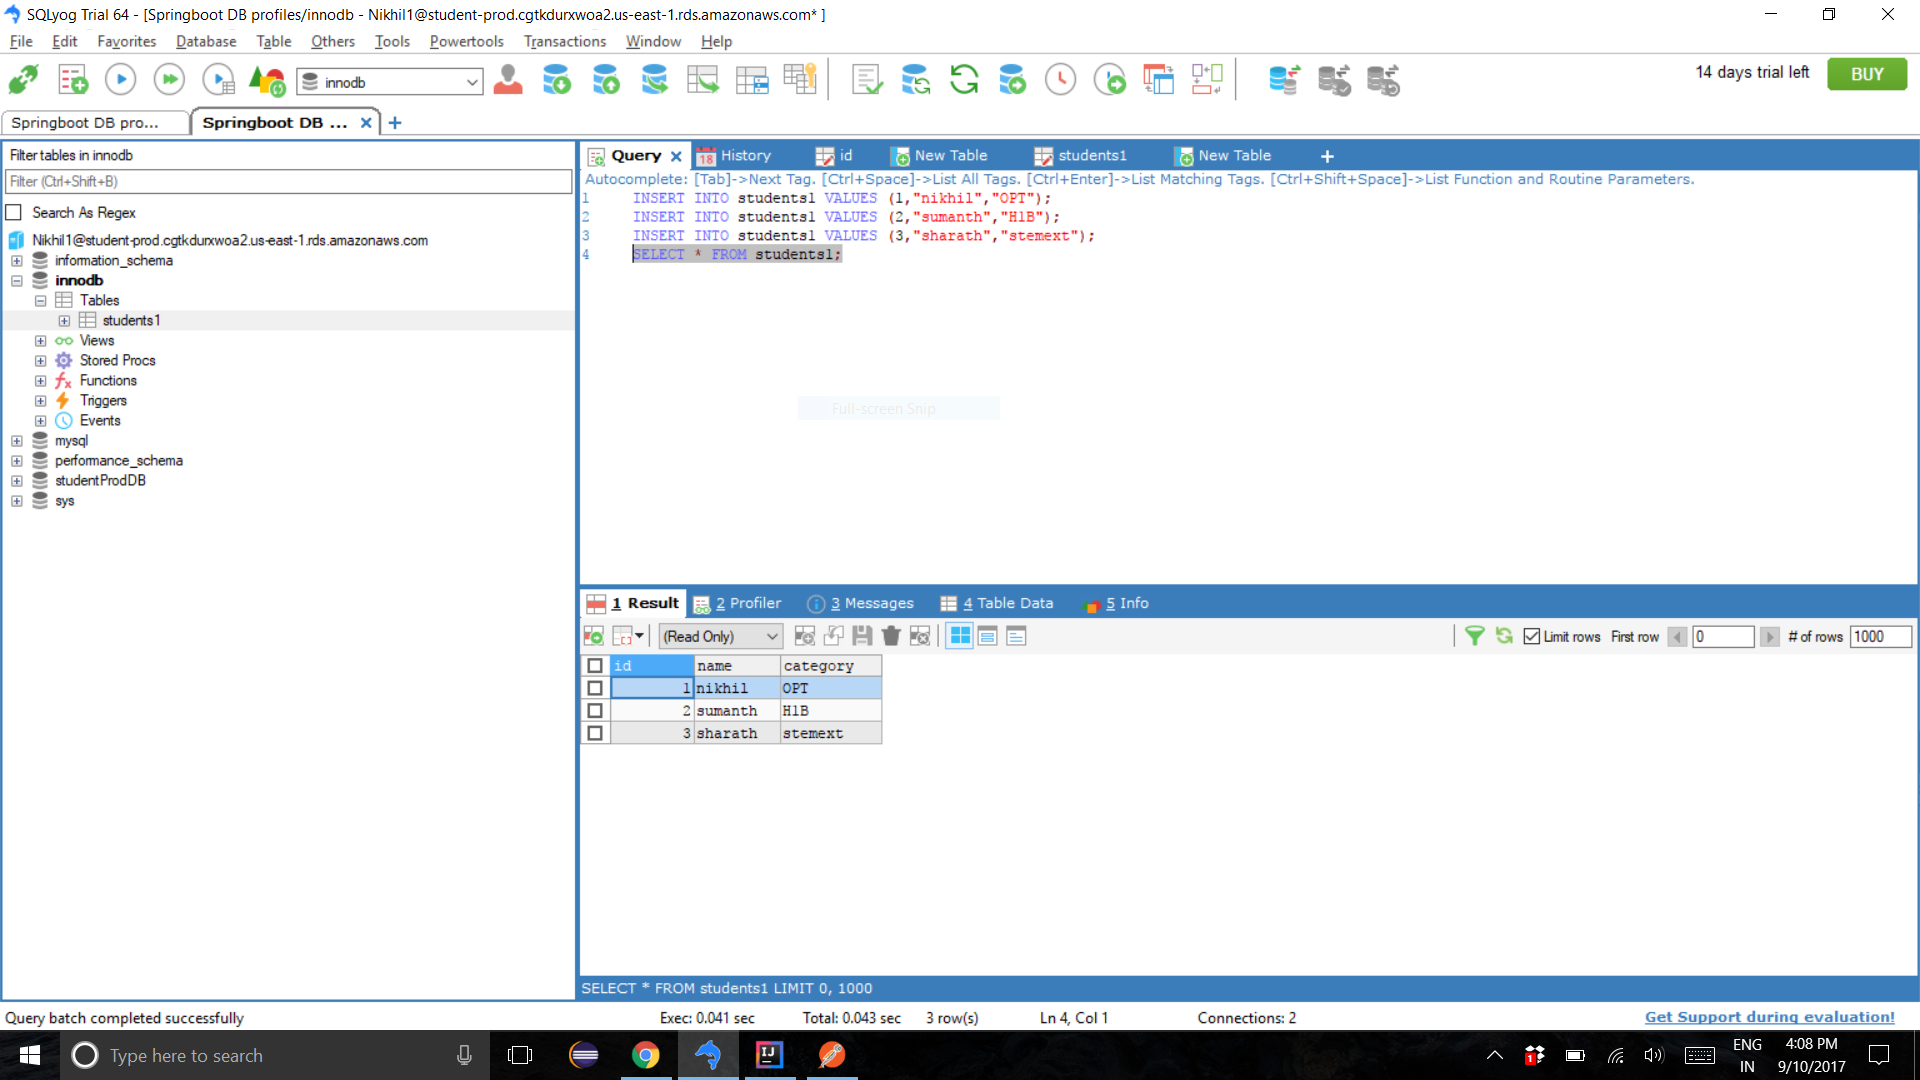 SQLyog Trial 64 - [Springboot DB profiles/innodb - Nikhil1@student-prod.cgtkdurxwoa2.us-east-1.rds.amazonaws.com* ]
File Edit Favorites Database Table Others Tools Powertools Transactions Window Help
innodb
14 days trial left BUY
Springboot DB pro... Springboot DB ...
Filter tables in innodb
Filter (Ctrl+Shift+B)
Search As Regex
Nikhil1@student-prod.cgtkdurxwoa2.us-east-1.rds.amazonaws.com
information_schema
innodb
Tables
students1
Views
Stored Procs
Functions
Triggers
Events
mysql
performance_schema
studentProdDB
sys
Query 18 History id New Table students1 New Table
Autocomplete: [Tab]->Next Tag. [Ctrl+Space]->List All Tags. [Ctrl+Enter]->List Matching Tags. [Ctrl+Shift+Space]->List Function and Routine Parameters.
1 INSERT INTO students1 VALUES (1,"nikhil","OPT");
2 INSERT INTO students1 VALUES (2,"sumanth","H1B");
3 INSERT INTO students1 VALUES (3,"sharath","stemext");
4 SELECT * FROM students1;
Full-screen Snip
1 Result 2 Profiler 3 Messages 4 Table Data 5 Info
(Read Only) Limit rows First row 0 # of rows 1000
id name category
1 nikhil OPT
2 sumanth H1B
3 sharath stemext
SELECT * FROM students1 LIMIT 0, 1000
Query batch completed successfully Exec: 0.041 sec Total: 0.043 sec 3 row(s) Ln 4, Col 1 Connections: 2 Get Support during evaluation!
Type here to search
IJ
1
ENG
IN
4:08 PM
9/10/2017